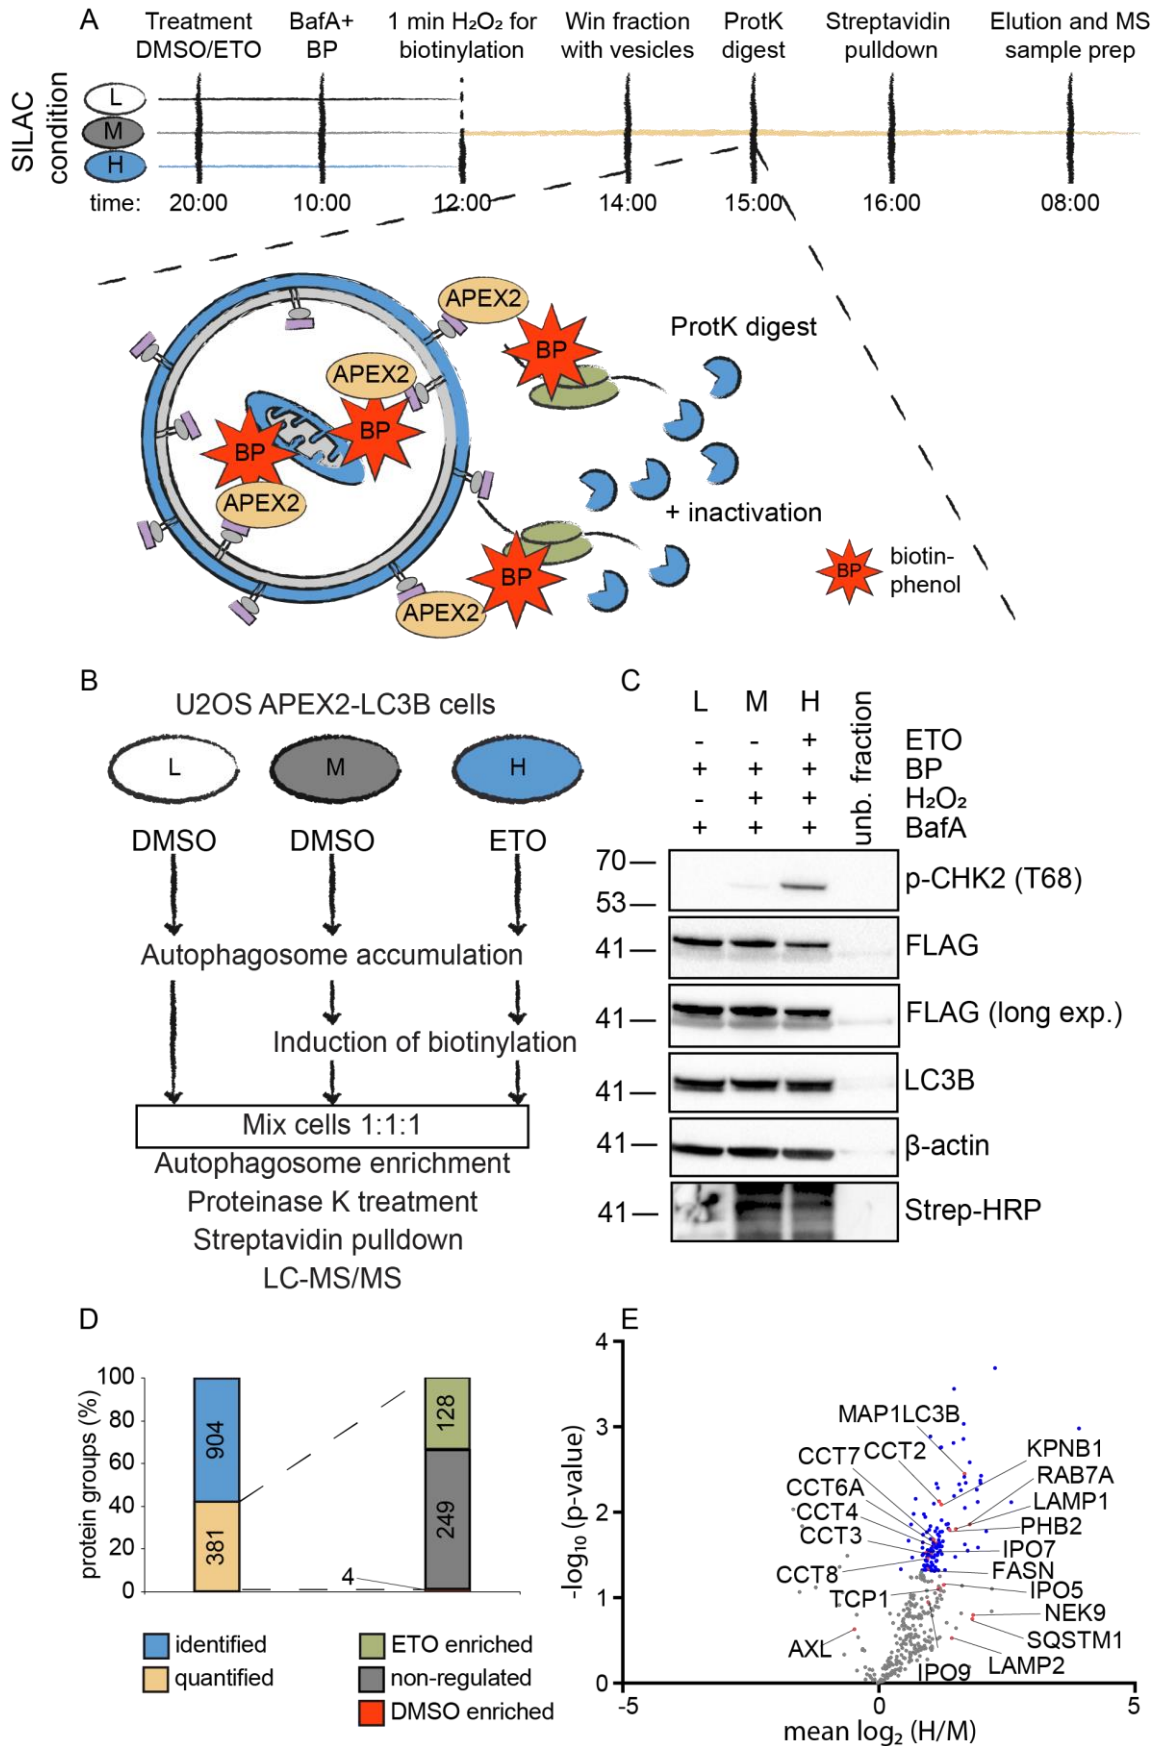 A
Treatment DMSO/ETO
BafA+ BP
1 min H₂O₂ for biotinylation
Win fraction with vesicles
ProtK digest
Streptavidin pulldown
Elution and MS sample prep
SILAC condition
L
M
H
time: 20:00 10:00 12:00 14:00 15:00 16:00 08:00
APEX2
BP
ProtK digest
APEX2
BP
BP
APEX2
+ inactivation
BP
APEX2
BP biotin-phenol
B
U2OS APEX2-LC3B cells
L M H
DMSO DMSO ETO
Autophagosome accumulation
Induction of biotinylation
Mix cells 1:1:1
Autophagosome enrichment
Proteinase K treatment
Streptavidin pulldown
LC-MS/MS
C
L M H unb. fraction
- - + ETO
+ + + BP
- + + H₂O₂
+ + + BafA
70
53
p-CHK2 (T68)
41 FLAG
41 FLAG (long exp.)
41 LC3B
41 β-actin
41 Strep-HRP
D
protein groups (%)
100
80
60
40
20
0
904
381
128
249
4
identified
quantified
ETO enriched
non-regulated
DMSO enriched
E
-log₁₀ (p-value)
4
3
2
1
0
MAP1LC3B
CCT7
CCT2
KPNB1
CCT6A
RAB7A
CCT4
LAMP1
CCT3
PHB2
IPO7
CCT8
FASN
TCP1
IPO5
NEK9
AXL
SQSTM1
IPO9
LAMP2
-5 0 5
mean log₂ (H/M)